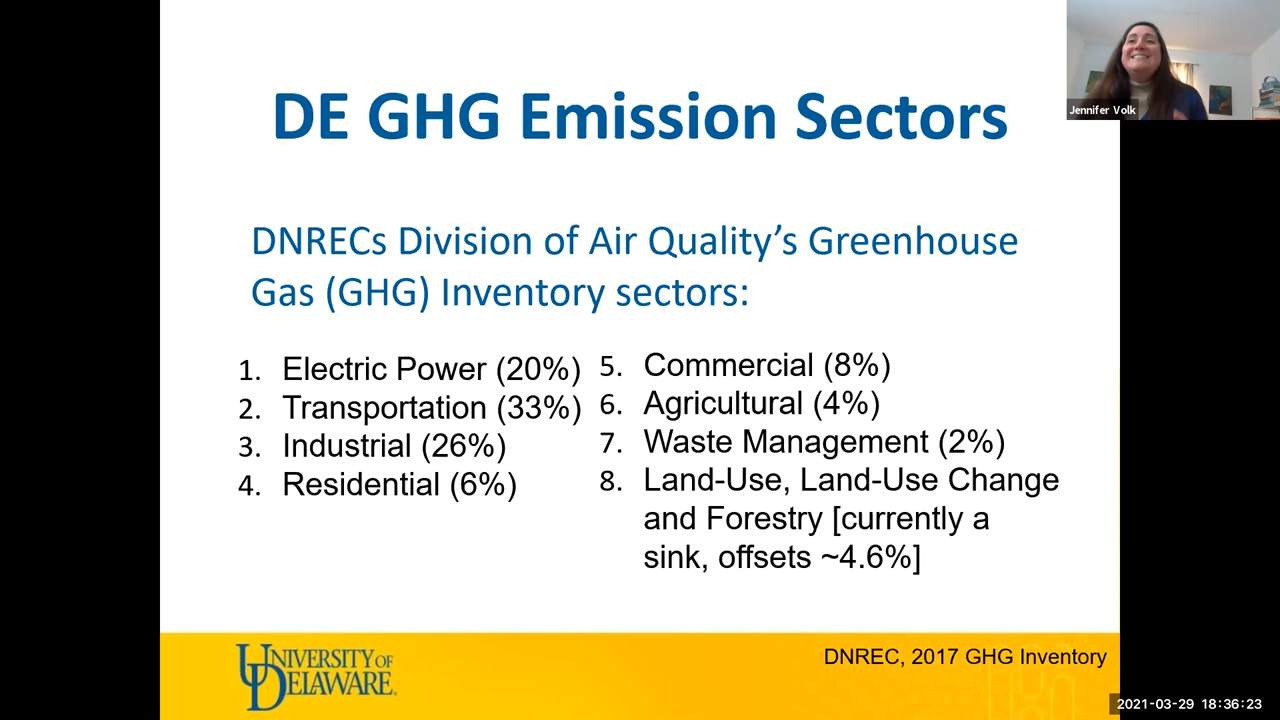 DE GHG Emission Sectors
Jennifer Volk
DNRECs Division of Air Quality’s Greenhouse
Gas (GHG) Inventory sectors:
1. Electric Power (20%)
2. Transportation (33%)
3. Industrial (26%)
4. Residential (6%)
5. Commercial (8%)
6. Agricultural (4%)
7. Waste Management (2%)
8. Land-Use, Land-Use Change
and Forestry [currently a
sink, offsets ~4.6%]
UNIVERSITY OF
DELAWARE
DNREC, 2017 GHG Inventory
2021-03-29 18:36:23